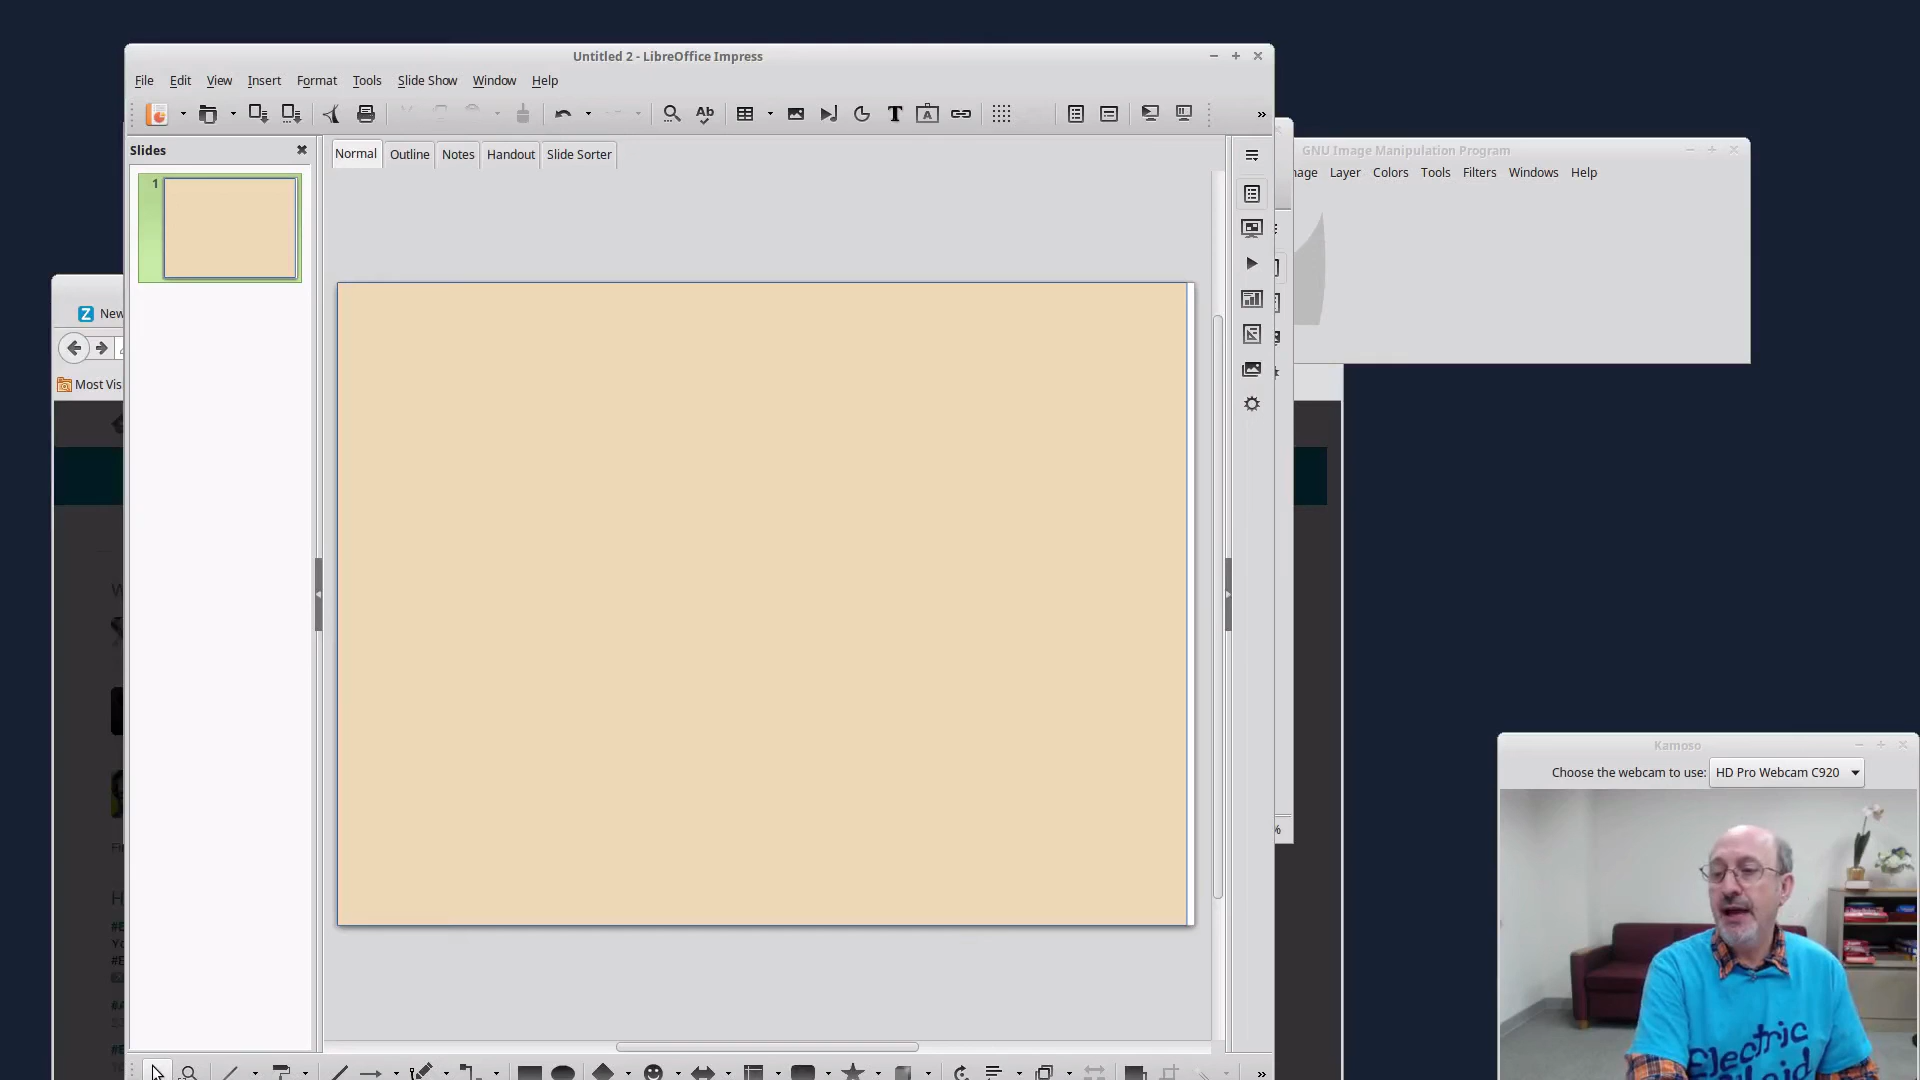 Untitled 2 - LibreOffice Impress
File Edit View Insert Format Tools Slide Show Window Help
Slides
Normal Outline Notes Handout Slide Sorter
1
GNU Image Manipulation Program
Layer Colors Tools Filters Windows Help
New
Most Vis
Kamoso
Choose the webcam to use: HD Pro Webcam C920
Electric